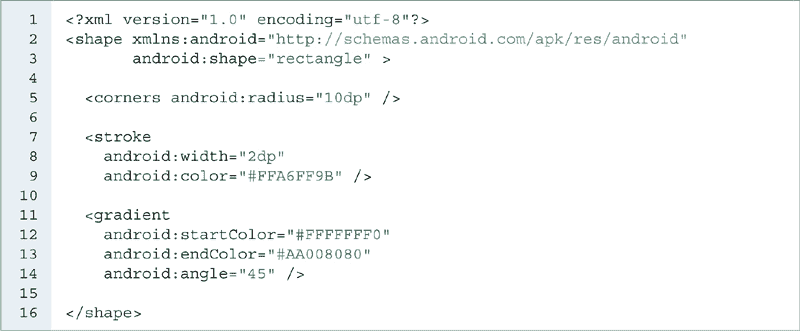 1 <?xml version="1.0" encoding="utf-8"?>
2 <shape xmlns:android="http://schemas.android.com/apk/res/android"
3 android:shape="rectangle" >
4
5 <corners android:radius="10dp" />
6
7 <stroke
8 android:width="2dp"
9 android:color="#FFA6FF9B" />
10
11 <gradient
12 android:startColor="#FFFFFFF0"
13 android:endColor="#AA008080"
14 android:angle="45" />
15
16 </shape>